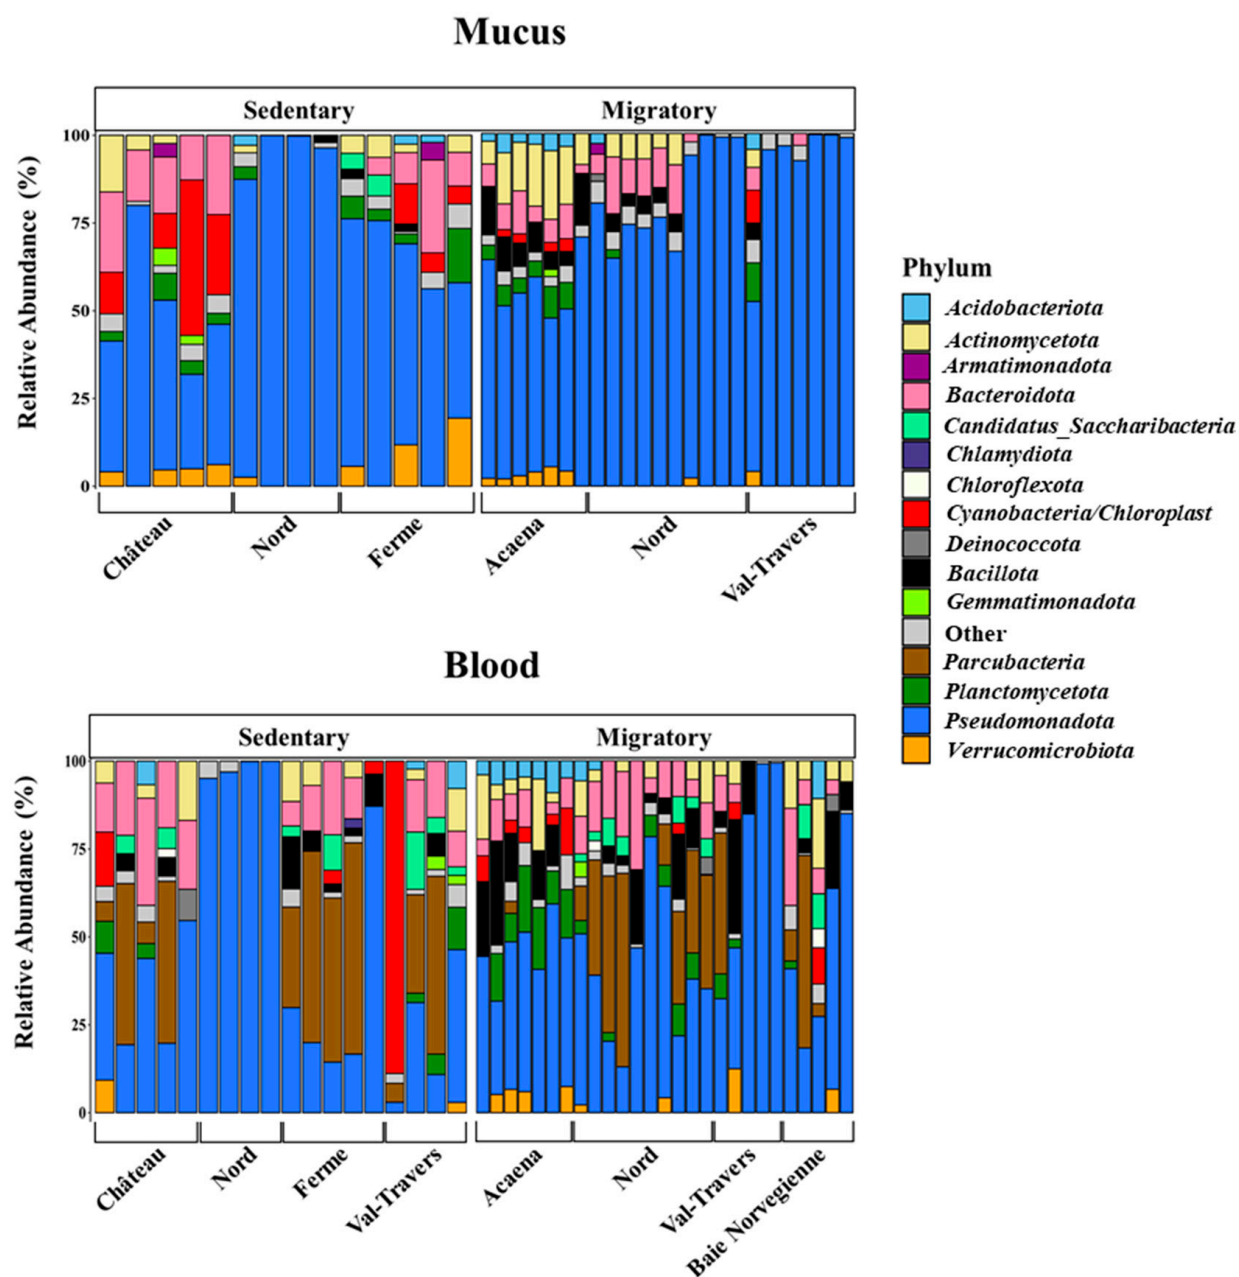 Mucus
Sedentary
Migratory
Relative Abundance (%)
100
75
50
25
0
Château
Nord
Ferme
Acaena
Nord
Val-Travers
Phylum
Acidobacteriota
Actinomycetota
Armatimonadota
Bacteroidota
Candidatus_Saccharibacteria
Chlamydiota
Chloroflexota
Cyanobacteria/Chloroplast
Deinococcota
Bacillota
Gemmatimonadota
Other
Parcubacteria
Planctomycetota
Pseudomonadota
Verrucomicrobiota
Blood
Sedentary
Migratory
Relative Abundance (%)
100
75
50
25
0
Château
Nord
Ferme
Val-Travers
Acaena
Nord
Val-Travers
Baie Norvegienne